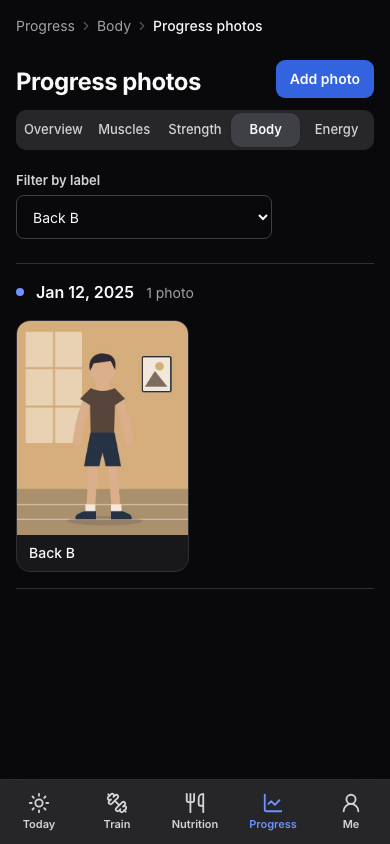 Progress > Body > Progress photos
Progress photos
Add photo
Overview Muscles Strength Body Energy
Filter by label
Back B
Jan 12, 2025 1 photo
Back B
Today Train Nutrition Progress Me